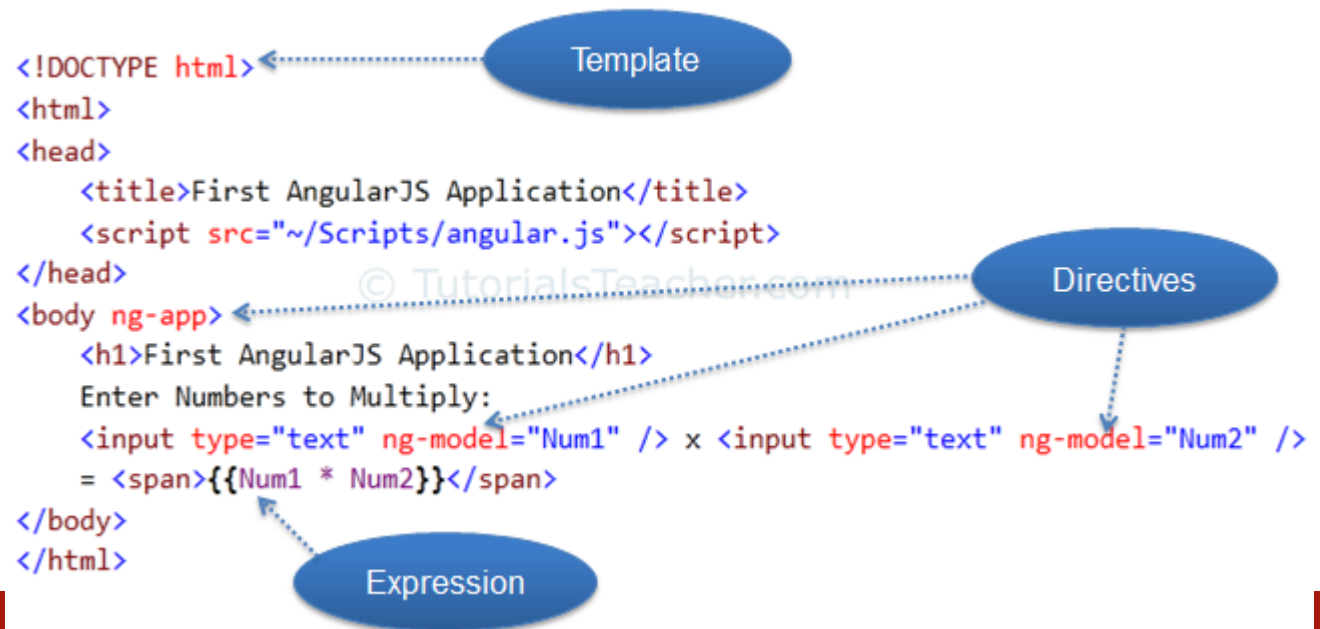 Template
<!DOCTYPE html>
<html>
<head>
    <title>First AngularJS Application</title>
    <script src="~/Scripts/angular.js"></script>
</head>
© TutorialsTeacher.com
Directives
<body ng-app>
    <h1>First AngularJS Application</h1>
    Enter Numbers to Multiply:
    <input type="text" ng-model="Num1" /> x <input type="text" ng-model="Num2" />
    = <span>{{Num1 * Num2}}</span>
</body>
</html>
Expression